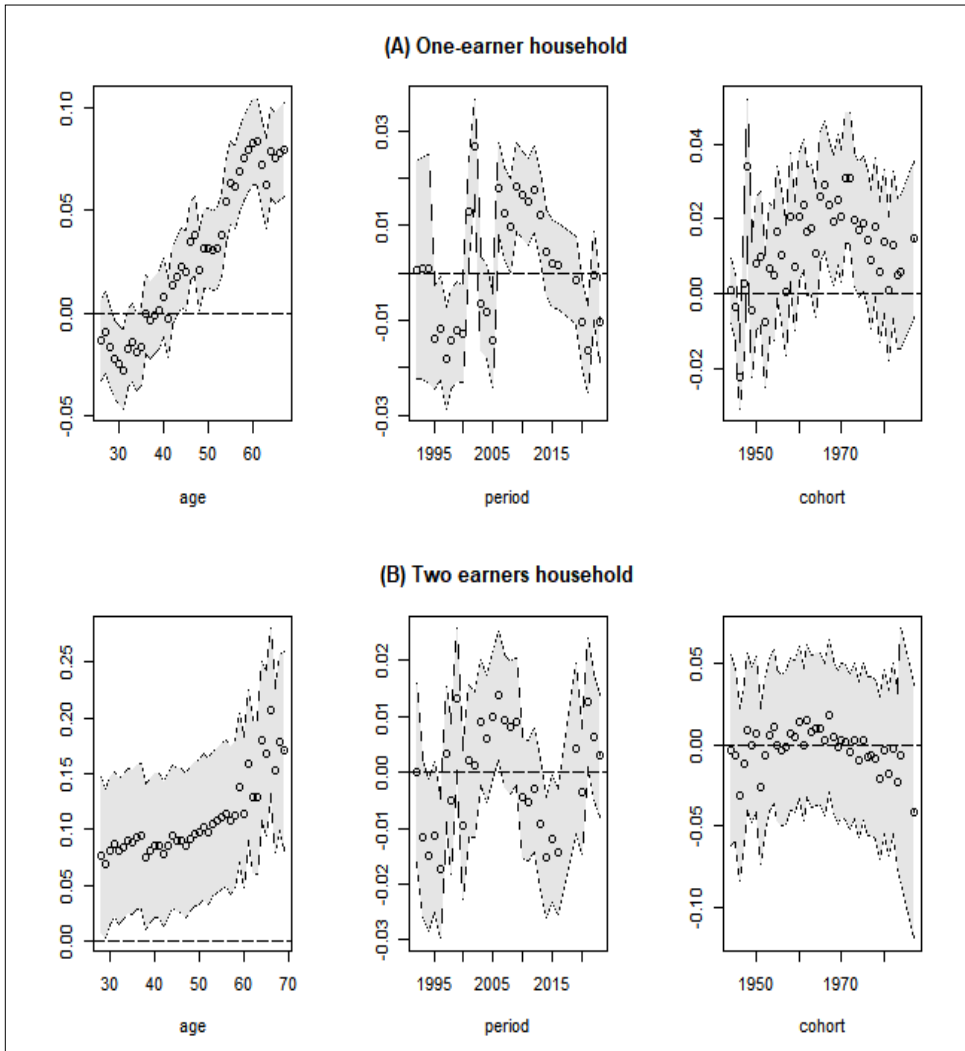 (A) One-earner household
-0.05 0.00 0.05 0.10
30 40 50 60
age
-0.03 -0.01 0.01 0.03
1995 2005 2015
period
-0.02 0.00 0.02 0.04
1950 1970
cohort
(B) Two earners household
0.00 0.05 0.10 0.15 0.20 0.25
30 40 50 60 70
age
-0.03 -0.02 -0.01 0.00 0.01 0.02
1995 2005 2015
period
-0.10 -0.05 0.00 0.05
1950 1970
cohort